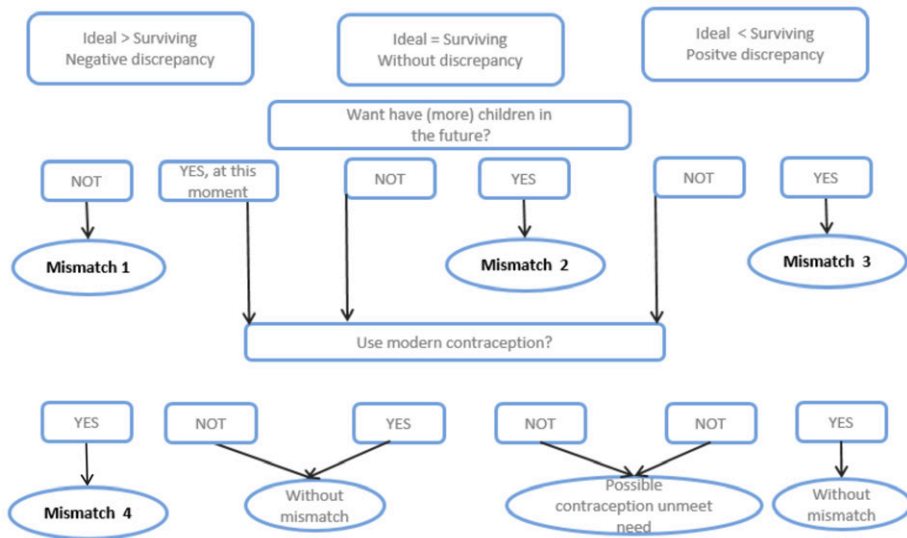 Ideal > Surviving
Negative discrepancy
Ideal = Surviving
Without discrepancy
Ideal < Surviving
Positve discrepancy
Want have (more) children in
the future?
NOT
YES, at this
moment
NOT
YES
NOT
YES
Mismatch 1
Mismatch 2
Mismatch 3
Use modern contraception?
YES
NOT
YES
NOT
NOT
YES
Mismatch 4
Without
mismatch
Possible
contraception unmeet
need
Without
mismatch